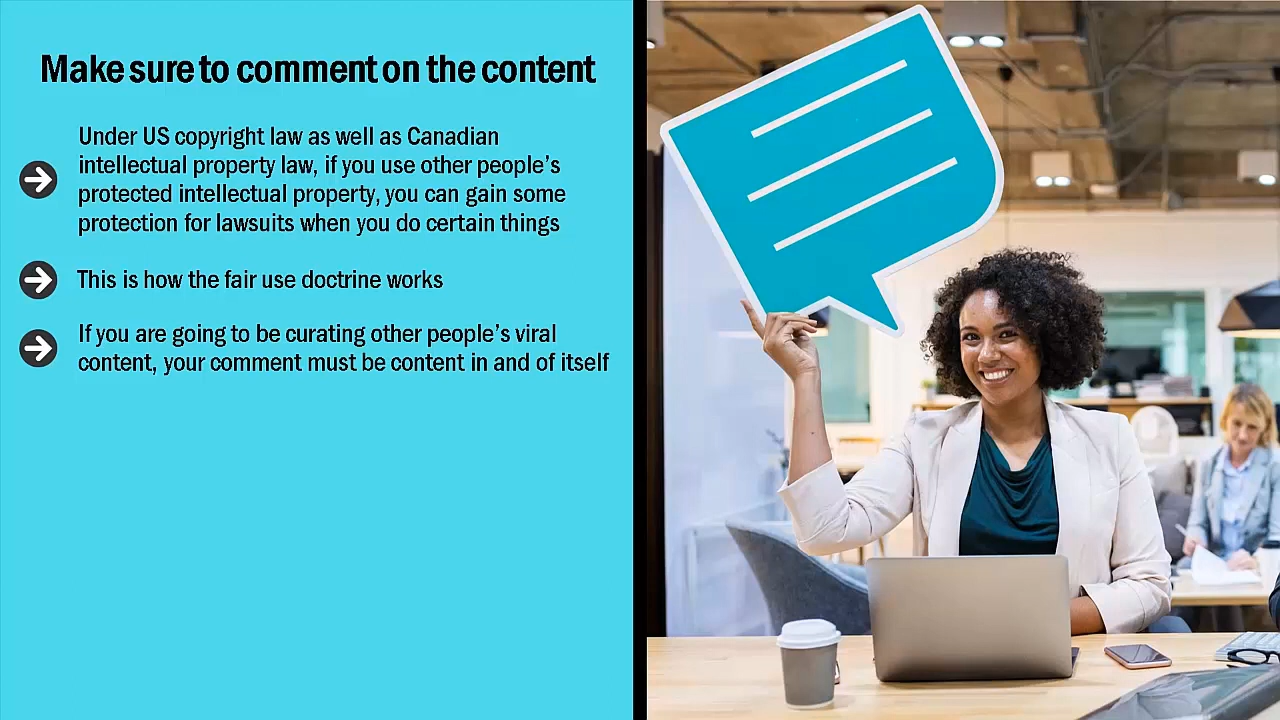 Make sure to comment on the content
Under US copyright law as well as Canadian
intellectual property law, if you use other people's
protected intellectual property, you can gain some
protection for lawsuits when you do certain things
This is how the fair use doctrine works
If you are going to be curating other people's viral
content, your comment must be content in and of itself